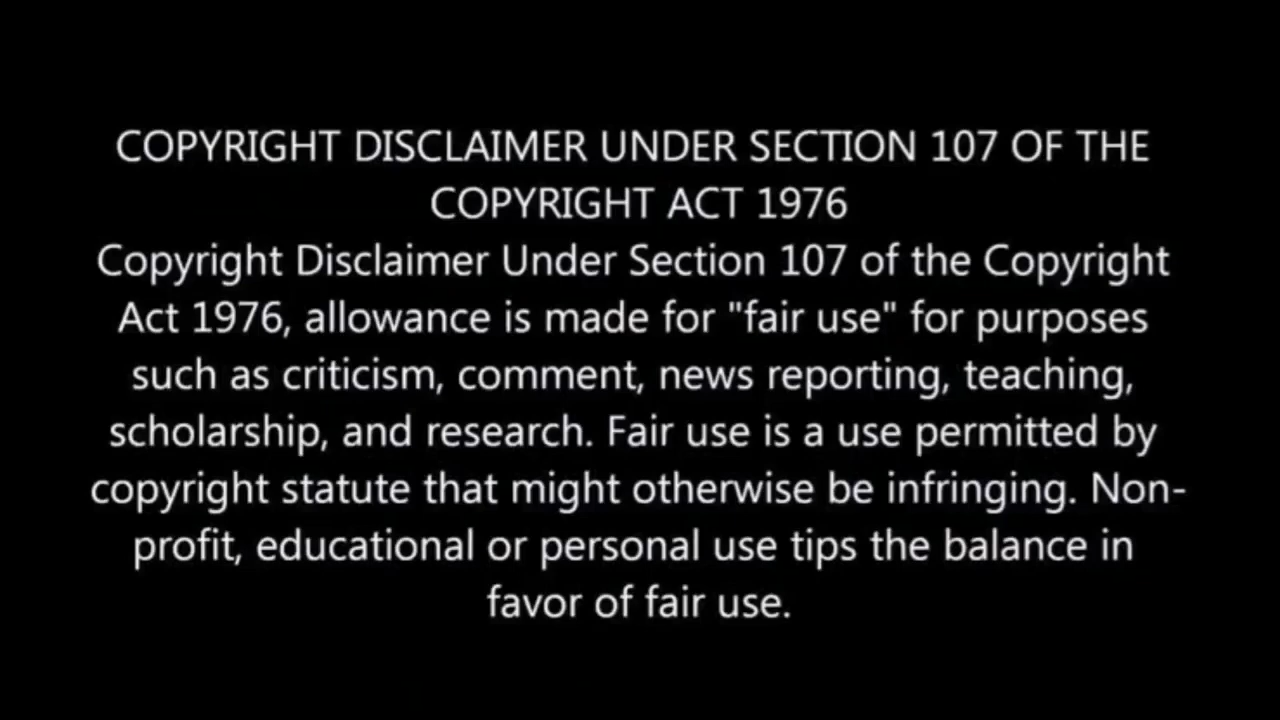 COPYRIGHT DISCLAIMER UNDER SECTION 107 OF THE
COPYRIGHT ACT 1976
Copyright Disclaimer Under Section 107 of the Copyright
Act 1976, allowance is made for "fair use" for purposes
such as criticism, comment, news reporting, teaching,
scholarship, and research. Fair use is a use permitted by
copyright statute that might otherwise be infringing. Non-
profit, educational or personal use tips the balance in
favor of fair use.